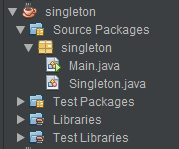 singleton
Source Packages
singleton
Main.java
Singleton.java
Test Packages
Libraries
Test Libraries